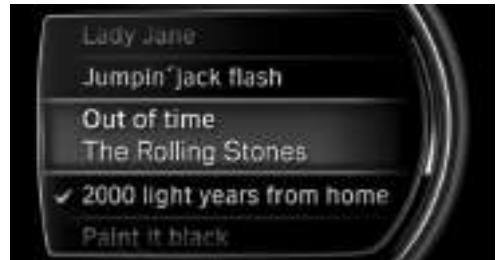 Lady Jane
Jumpin´jack flash
Out of time
The Rolling Stones
2000 light years from home
Paint it black